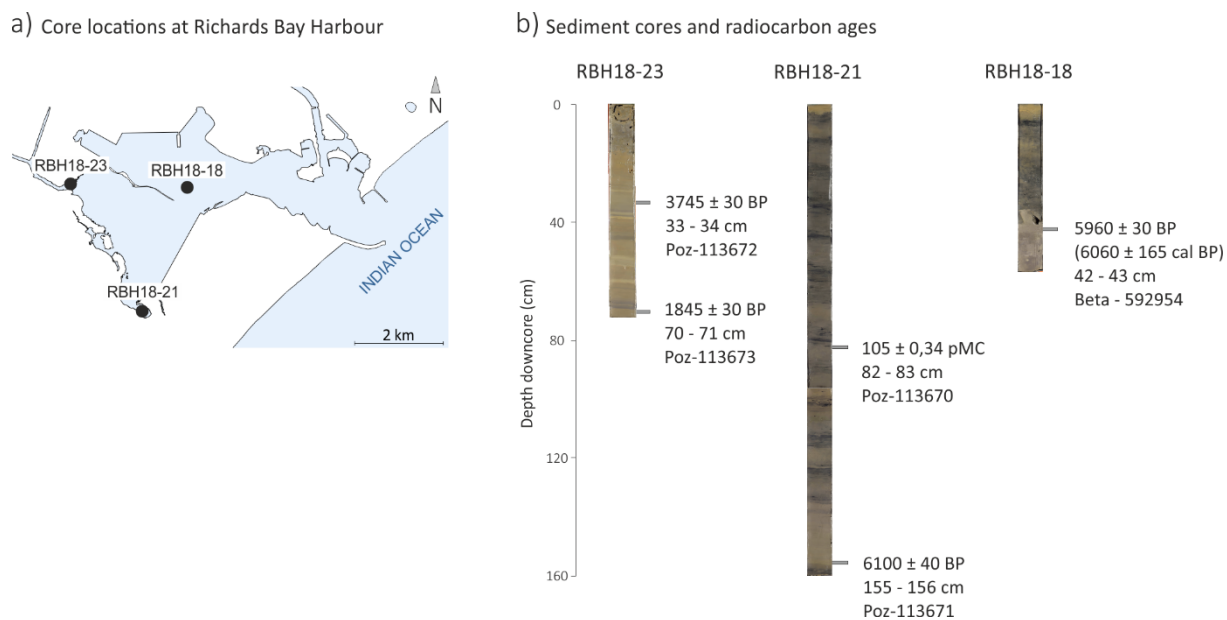 a) Core locations at Richards Bay Harbour
N
RBH18-23
RBH18-18
RBH18-21
INDIAN OCEAN
2 km
b) Sediment cores and radiocarbon ages
RBH18-23
RBH18-21
RBH18-18
Depth downcore (cm)
0
40
80
120
160
3745 ± 30 BP
33 - 34 cm
Poz-113672
1845 ± 30 BP
70 - 71 cm
Poz-113673
105 ± 0,34 pMC
82 - 83 cm
Poz-113670
6100 ± 40 BP
155 - 156 cm
Poz-113671
5960 ± 30 BP
(6060 ± 165 cal BP)
42 - 43 cm
Beta - 592954